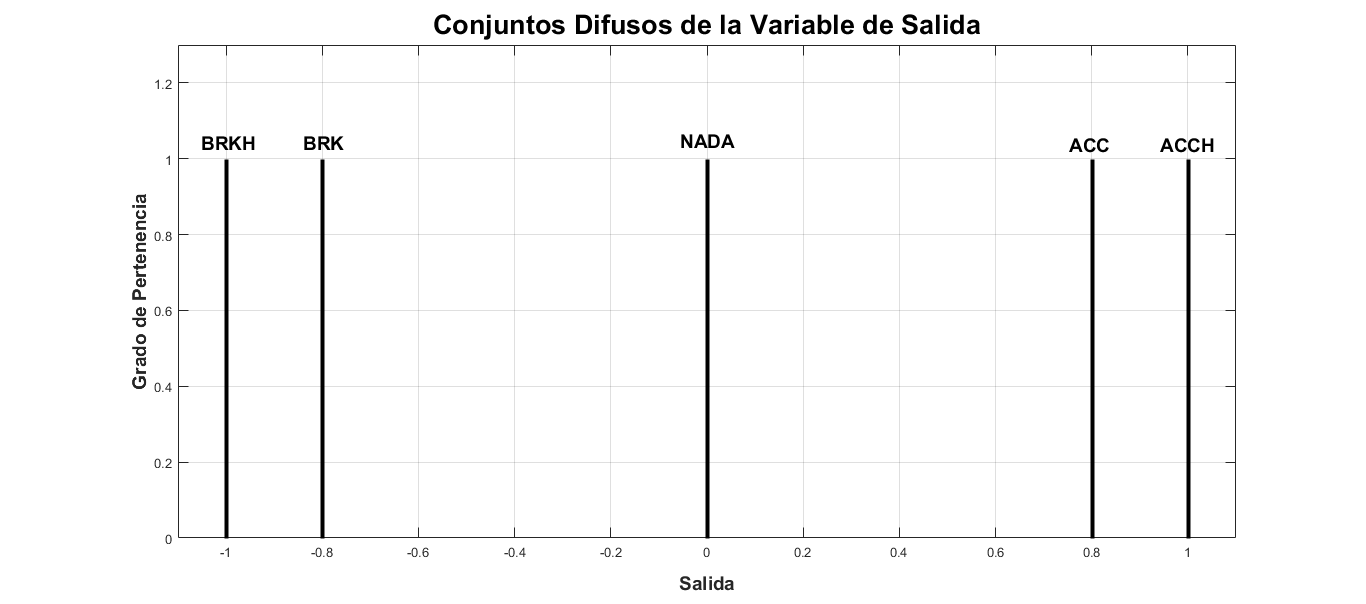 Conjuntos Difusos de la Variable de Salida
1.2
BRKH BRK NADA ACC ACCH
1
0.8
0.6
0.4
0.2
0
Grado de Pertenencia
-1 -0.8 -0.6 -0.4 -0.2 0 0.2 0.4 0.6 0.8 1
Salida